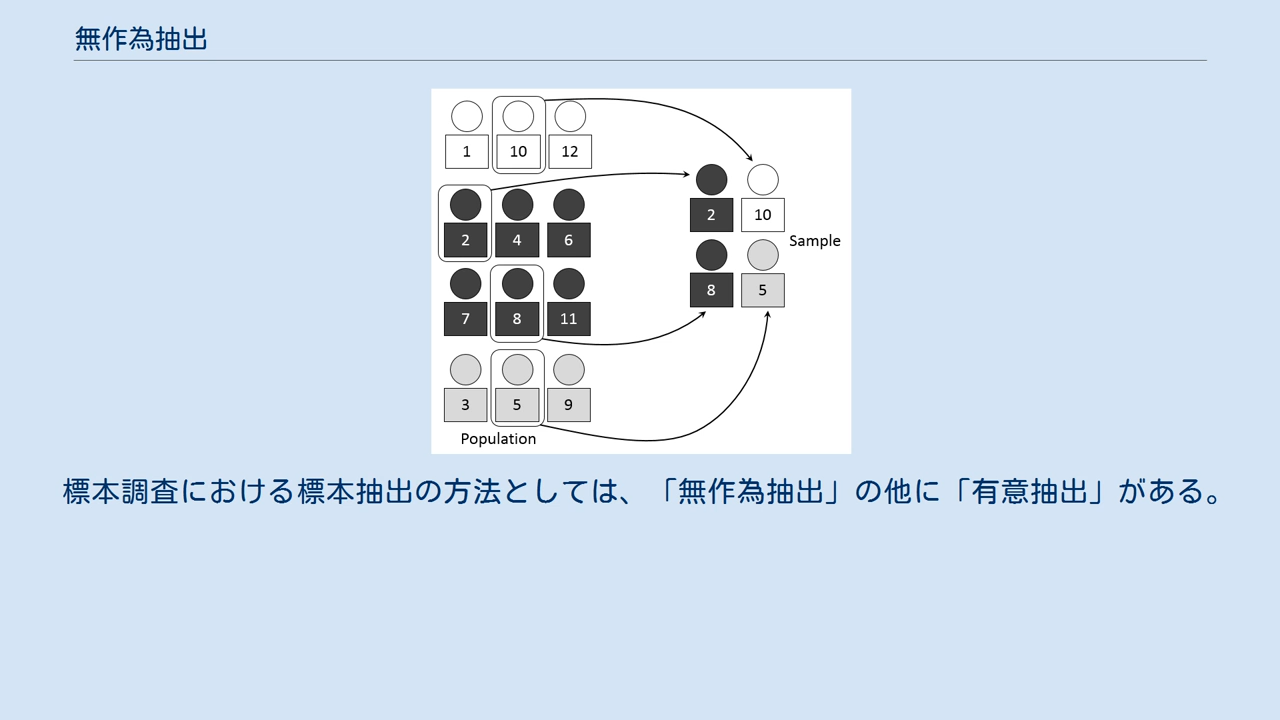 無作為抽出
1 10 12
2 10
2 4 6
Sample
8 5
7 8 11
3 5 9
Population
標本調査における標本抽出の方法としては、「無作為抽出」の他に「有意抽出」がある。